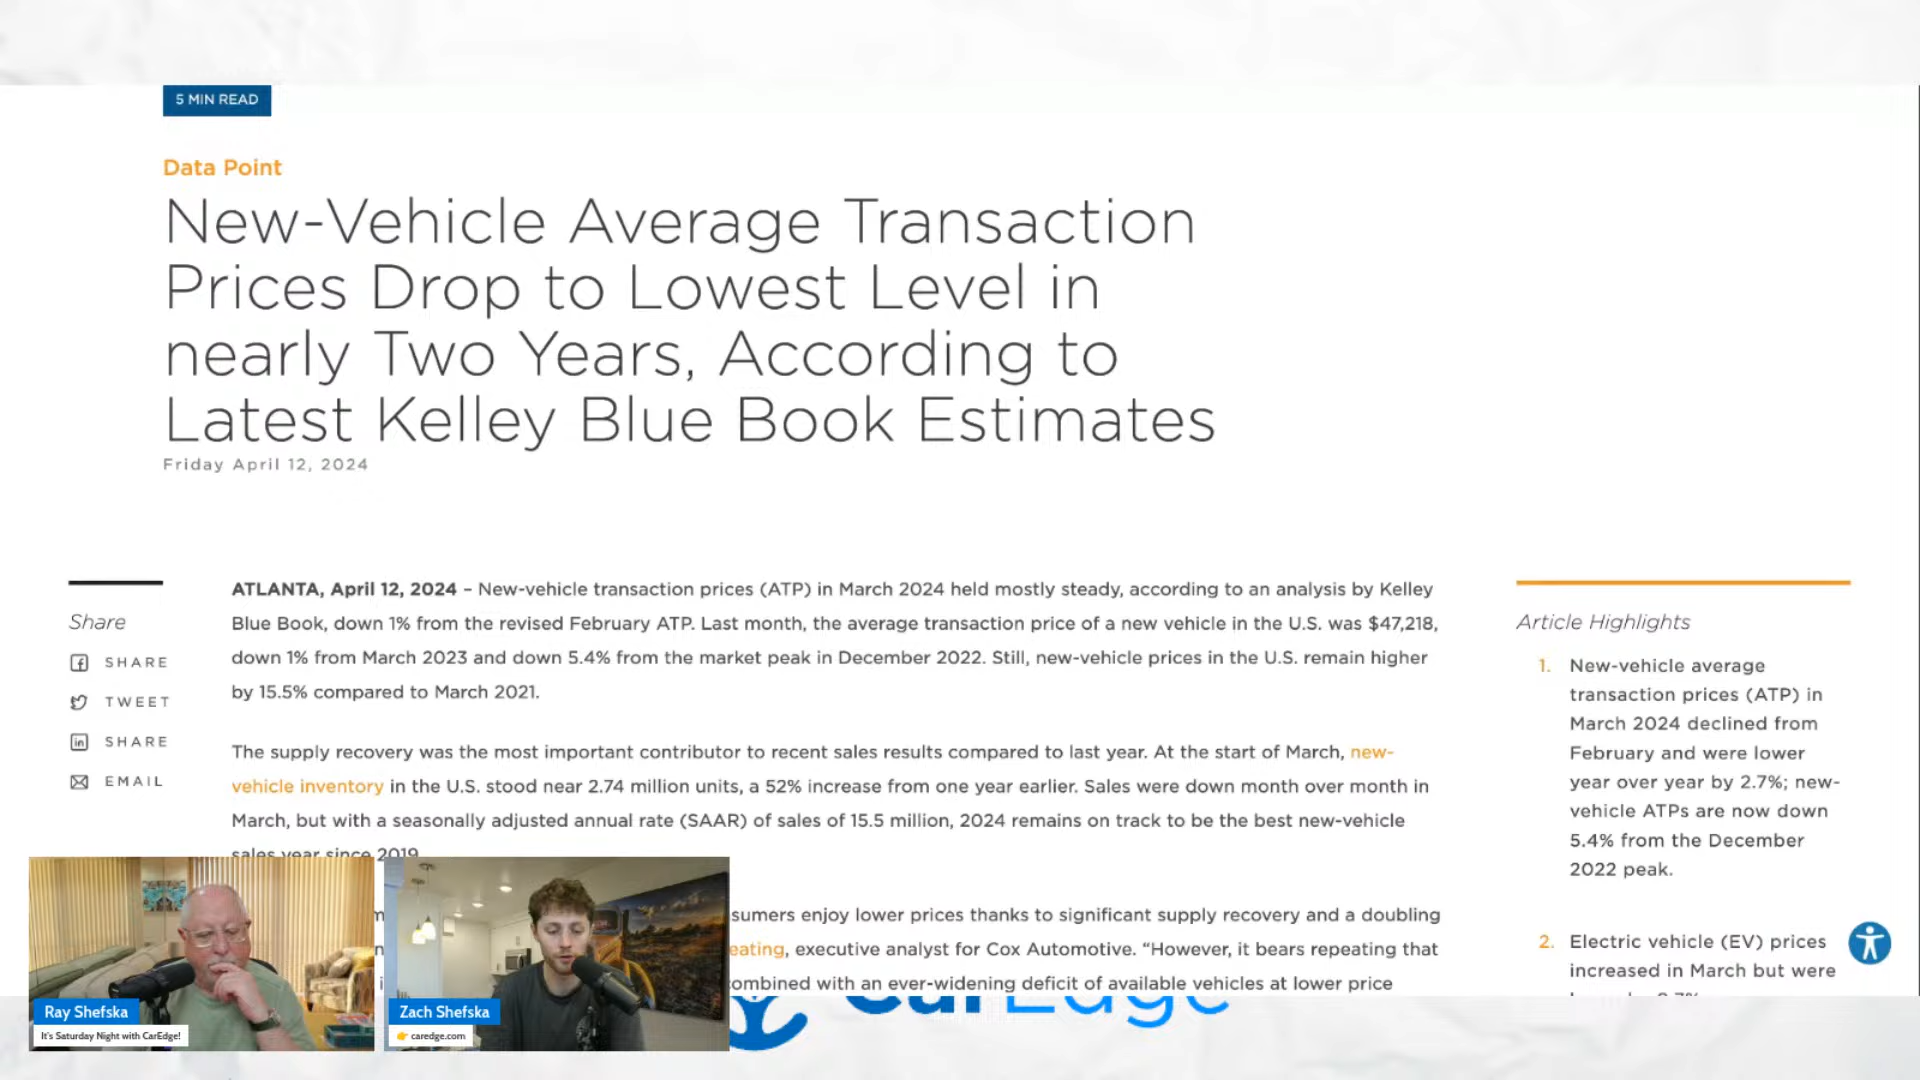 5 MIN READ
Data Point
New-Vehicle Average Transaction
Prices Drop to Lowest Level in
nearly Two Years, According to
Latest Kelley Blue Book Estimates
Friday April 12, 2024
Share
SHARE
TWEET
SHARE
EMAIL
ATLANTA, April 12, 2024 – New-vehicle transaction prices (ATP) in March 2024 held mostly steady, according to an analysis by Kelley
Blue Book, down 1% from the revised February ATP. Last month, the average transaction price of a new vehicle in the U.S. was $47,218,
down 1% from March 2023 and down 5.4% from the market peak in December 2022. Still, new-vehicle prices in the U.S. remain higher
by 15.5% compared to March 2021.
The supply recovery was the most important contributor to recent sales results compared to last year. At the start of March, new-
vehicle inventory in the U.S. stood near 2.74 million units, a 52% increase from one year earlier. Sales were down month over month in
March, but with a seasonally adjusted annual rate (SAAR) of sales of 15.5 million, 2024 remains on track to be the best new-vehicle
sales year since 2019.
sumers enjoy lower prices thanks to significant supply recovery and a doubling
eating, executive analyst for Cox Automotive. “However, it bears repeating that
ombined with an ever-widening deficit of available vehicles at lower price
Article Highlights
1. New-vehicle average
transaction prices (ATP) in
March 2024 declined from
February and were lower
year over year by 2.7%; new-
vehicle ATPs are now down
5.4% from the December
2022 peak.
2. Electric vehicle (EV) prices
increased in March but were
CarEdge
Ray Shefska
It's Saturday Night with CarEdge!
Zach Shefska
caredge.com